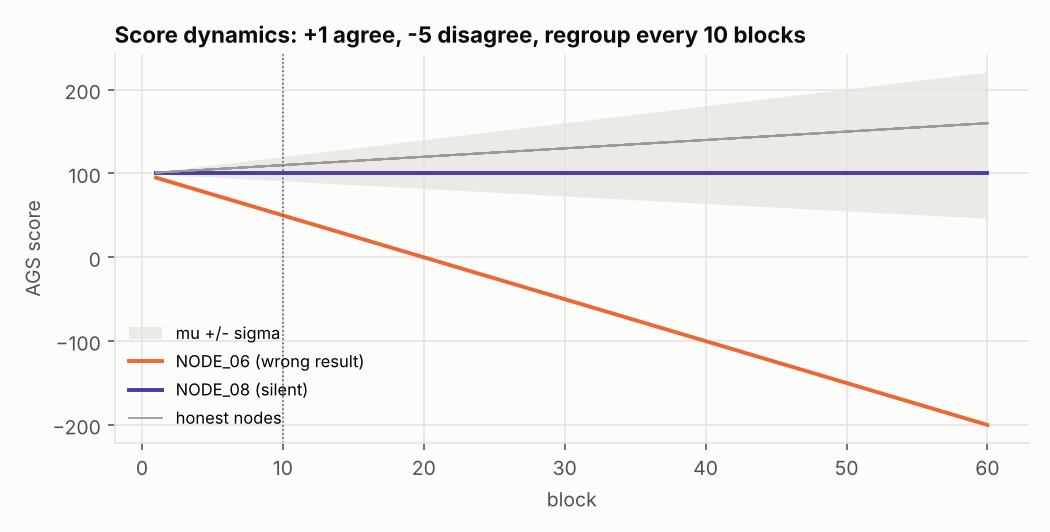 Score dynamics: +1 agree, -5 disagree, regroup every 10 blocks
AGS score
200
100
0
−100
−200
mu +/- sigma
NODE_06 (wrong result)
NODE_08 (silent)
honest nodes
0 10 20 30 40 50 60
block